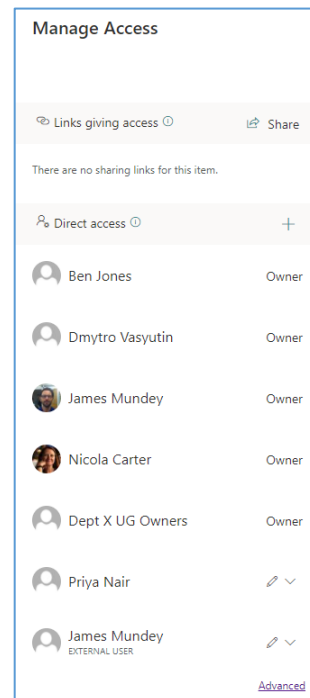 Manage Access
Links giving access
Share
There are no sharing links for this item.
Direct access
Ben Jones Owner
Dmytro Vasyutin Owner
James Mundey Owner
Nicola Carter Owner
Dept X UG Owners Owner
Priya Nair
James Mundey
EXTERNAL USER
Advanced